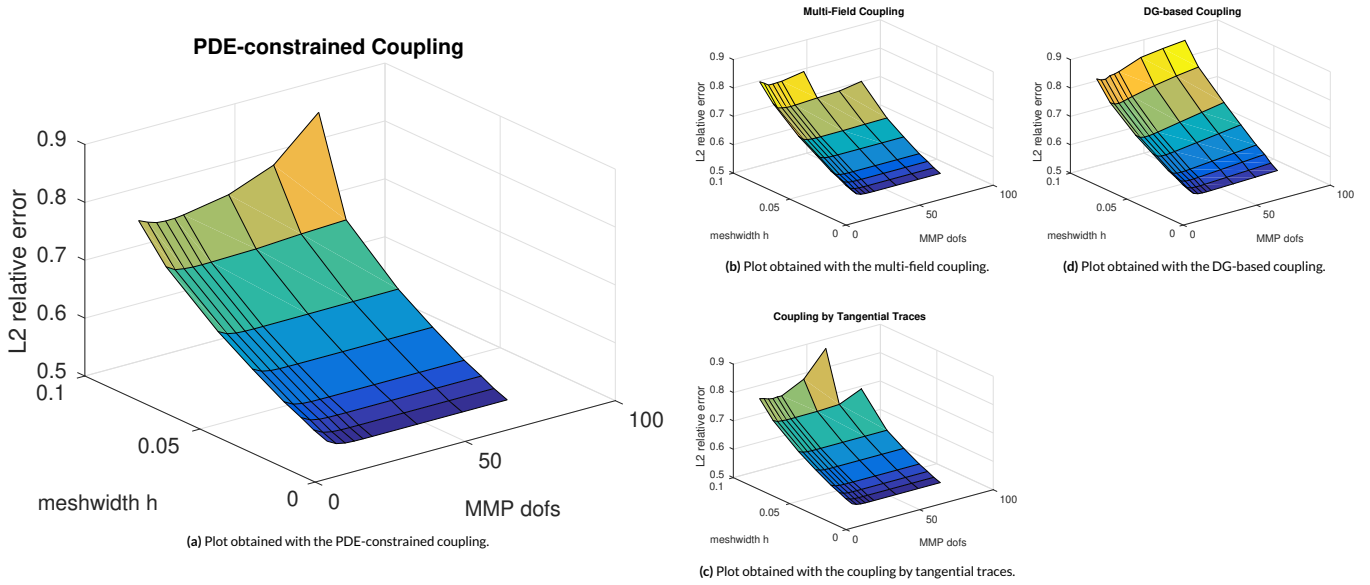 PDE-constrained Coupling
L2 relative error
0.9
0.8
0.7
0.6
0.5
0.1
0.05
0
meshwidth h
0
50
100
MMP dofs
(a) Plot obtained with the PDE-constrained coupling.
Multi-Field Coupling
L2 relative error
0.9
0.8
0.7
0.6
0.5
0.1
0.05
0
meshwidth h
0
50
100
MMP dofs
(b) Plot obtained with the multi-field coupling.
DG-based Coupling
L2 relative error
0.9
0.8
0.7
0.6
0.5
0.1
0.05
0
meshwidth h
0
50
100
MMP dofs
(d) Plot obtained with the DG-based coupling.
Coupling by Tangential Traces
L2 relative error
0.9
0.8
0.7
0.6
0.5
0.1
0.05
0
meshwidth h
0
50
100
MMP dofs
(c) Plot obtained with the coupling by tangential traces.